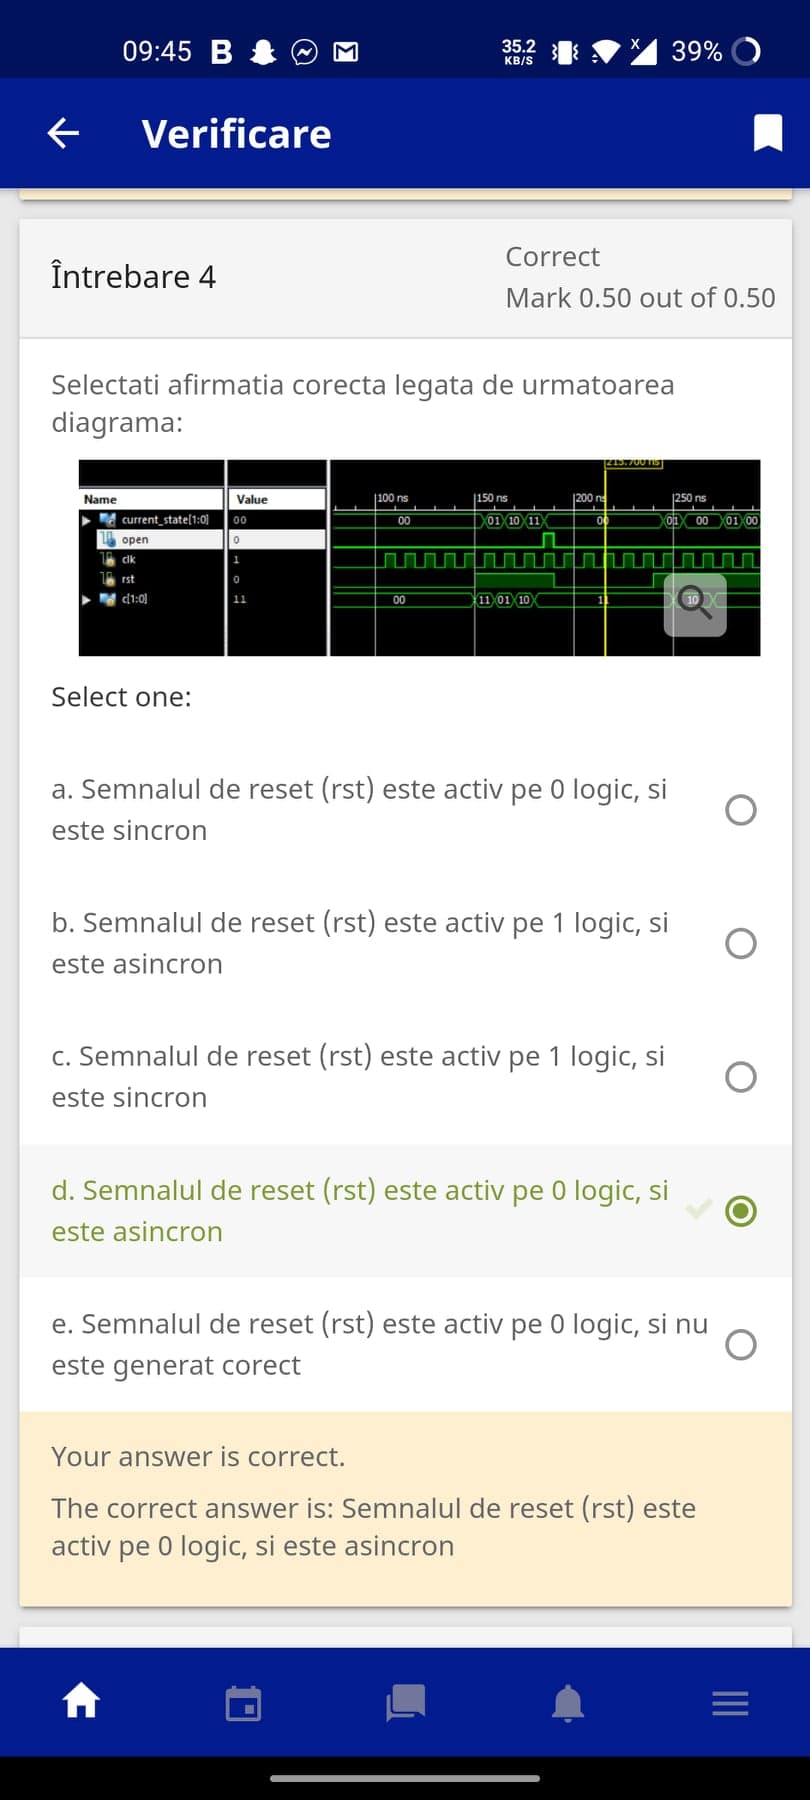 09:45 B 35.2 KB/S X 39%
Verificare
Întrebare 4
Correct
Mark 0.50 out of 0.50
Selectati afirmatia corecta legata de urmatoarea
diagrama:
215.700 ns
Name Value 100 ns 150 ns 200 ns 250 ns
current_state[1:0] 00 00 01 10 11 00 01 00 01 00
open 0
clk 1
rst 0
c[1:0] 11 00 11 01 10 11 10
Select one:
a. Semnalul de reset (rst) este activ pe 0 logic, si
este sincron
b. Semnalul de reset (rst) este activ pe 1 logic, si
este asincron
c. Semnalul de reset (rst) este activ pe 1 logic, si
este sincron
d. Semnalul de reset (rst) este activ pe 0 logic, si
este asincron
e. Semnalul de reset (rst) este activ pe 0 logic, si nu
este generat corect
Your answer is correct.
The correct answer is: Semnalul de reset (rst) este
activ pe 0 logic, si este asincron